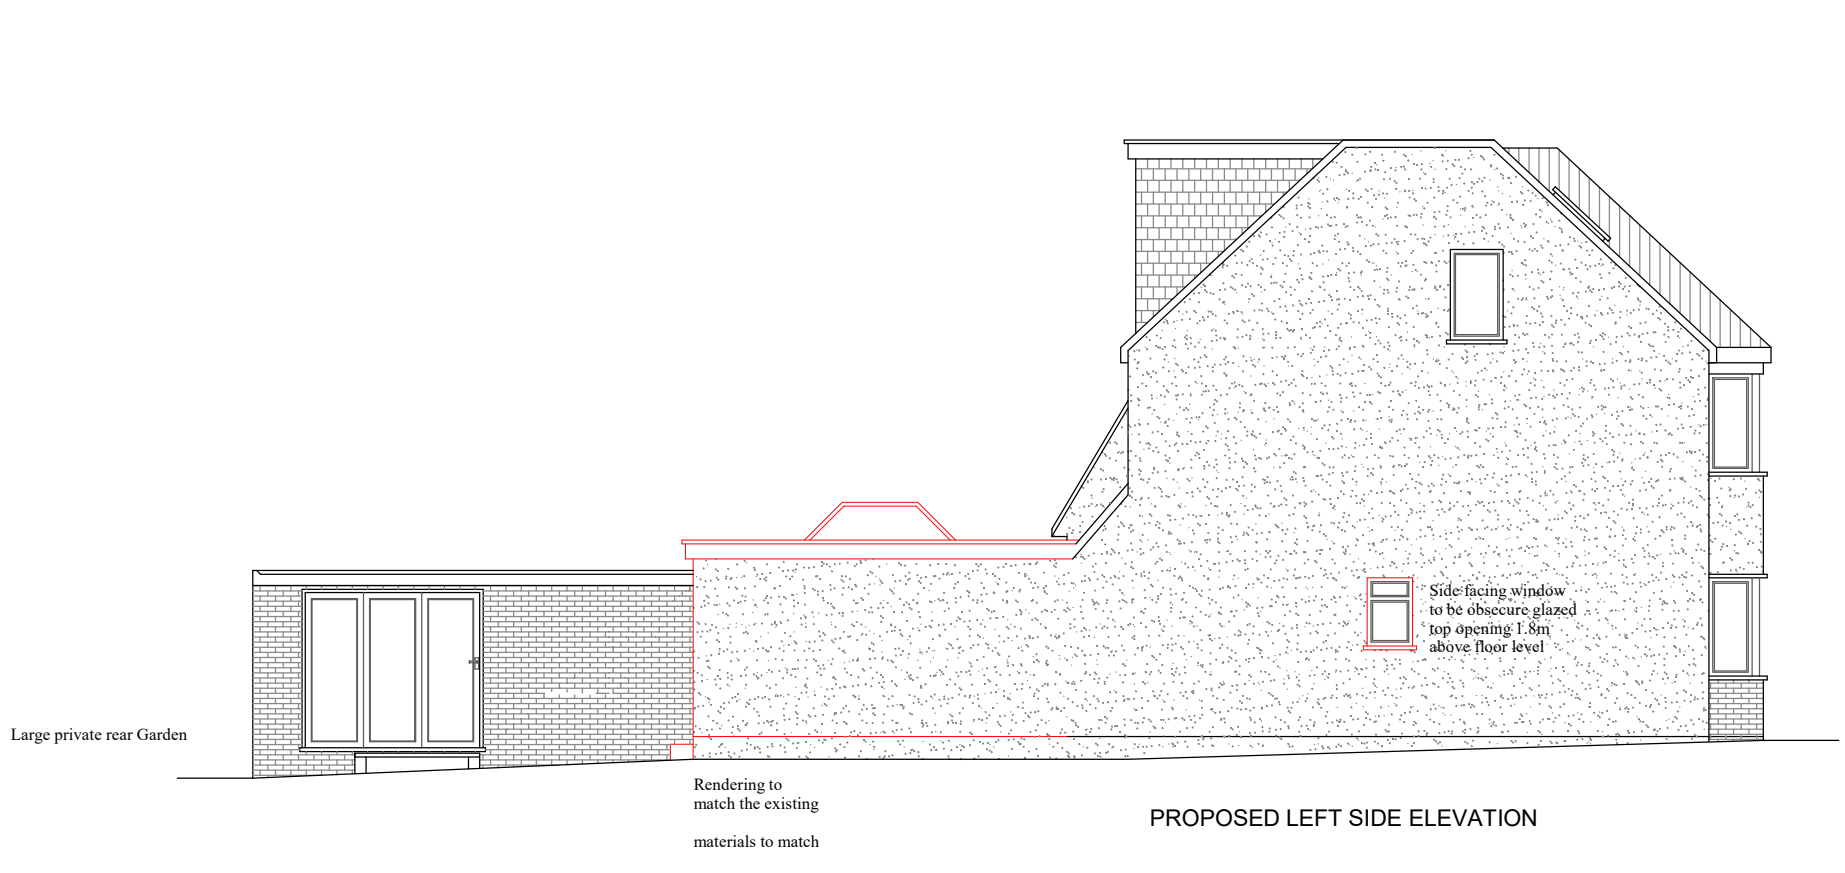 Side facing window
to be obsecure glazed
top opening 1.8m
above floor level
Large private rear Garden
Rendering to
match the existing
materials to match
PROPOSED LEFT SIDE ELEVATION